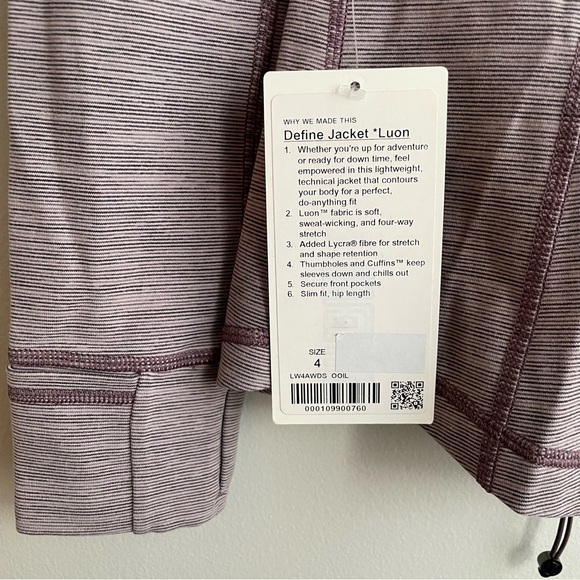 WHY WE MADE THIS
Define Jacket *Luon
1. Whether you're up for adventure
or ready for down time, feel
empowered in this lightweight,
technical jacket that contours
your body for a perfect,
do-anything fit
2. Luon™ fabric is soft,
sweat-wicking, and four-way
stretch
3. Added Lycra® fibre for stretch
and shape retention
4. Thumbholes and Cuffins™ keep
sleeves down and chills out
5. Secure front pockets
6. Slim fit, hip length
SIZE
4
LW4AWDS OOIL
000109900760